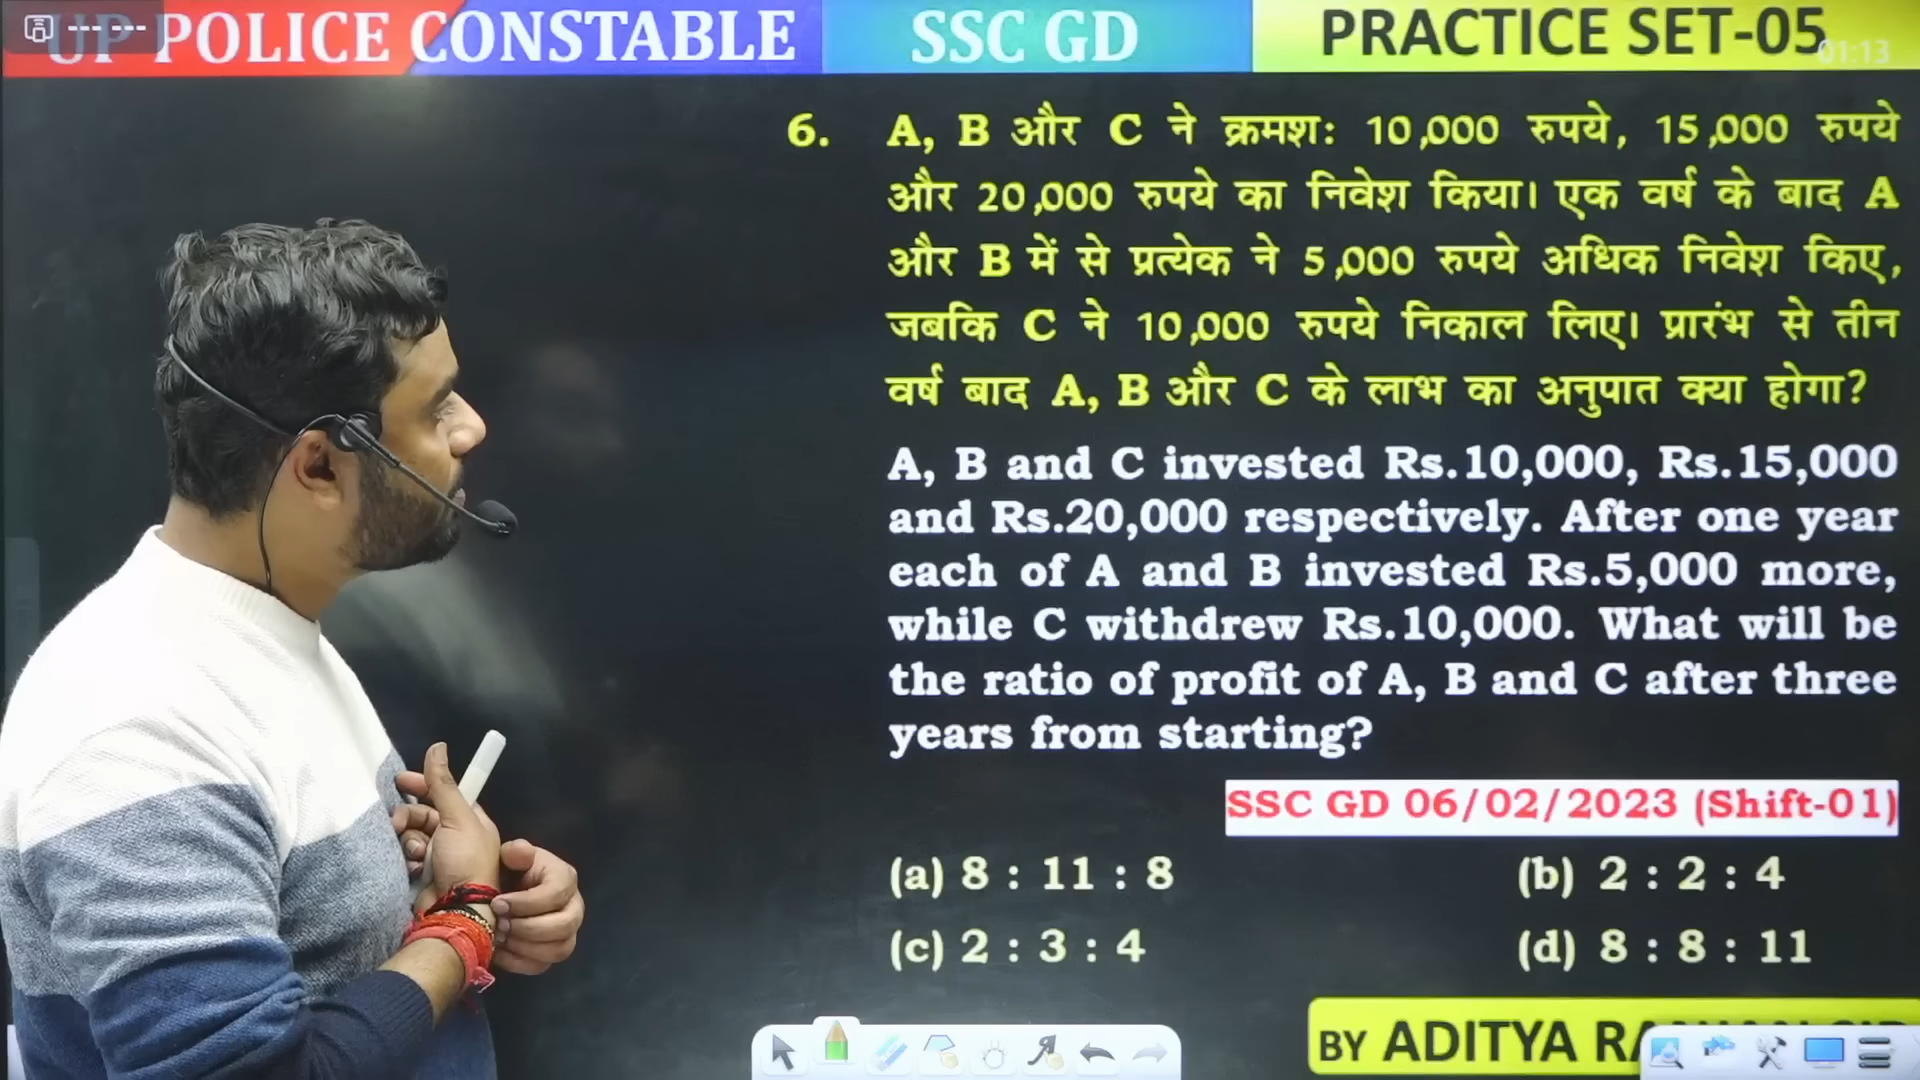 UP POLICE CONSTABLE
SSC GD
PRACTICE SET-05
01:13
6. A, B और C ने क्रमश: 10,000 रुपये, 15,000 रुपये
और 20,000 रुपये का निवेश किया। एक वर्ष के बाद A
और B में से प्रत्येक ने 5,000 रुपये अधिक निवेश किए,
जबकि C ने 10,000 रुपये निकाल लिए। प्रारंभ से तीन
वर्ष बाद A, B और C के लाभ का अनुपात क्या होगा?
A, B and C invested Rs.10,000, Rs.15,000
and Rs.20,000 respectively. After one year
each of A and B invested Rs.5,000 more,
while C withdrew Rs.10,000. What will be
the ratio of profit of A, B and C after three
years from starting?
SSC GD 06/02/2023 (Shift-01)
(a) 8 : 11 : 8
(b) 2 : 2 : 4
(c) 2 : 3 : 4
(d) 8 : 8 : 11
BY ADITYA